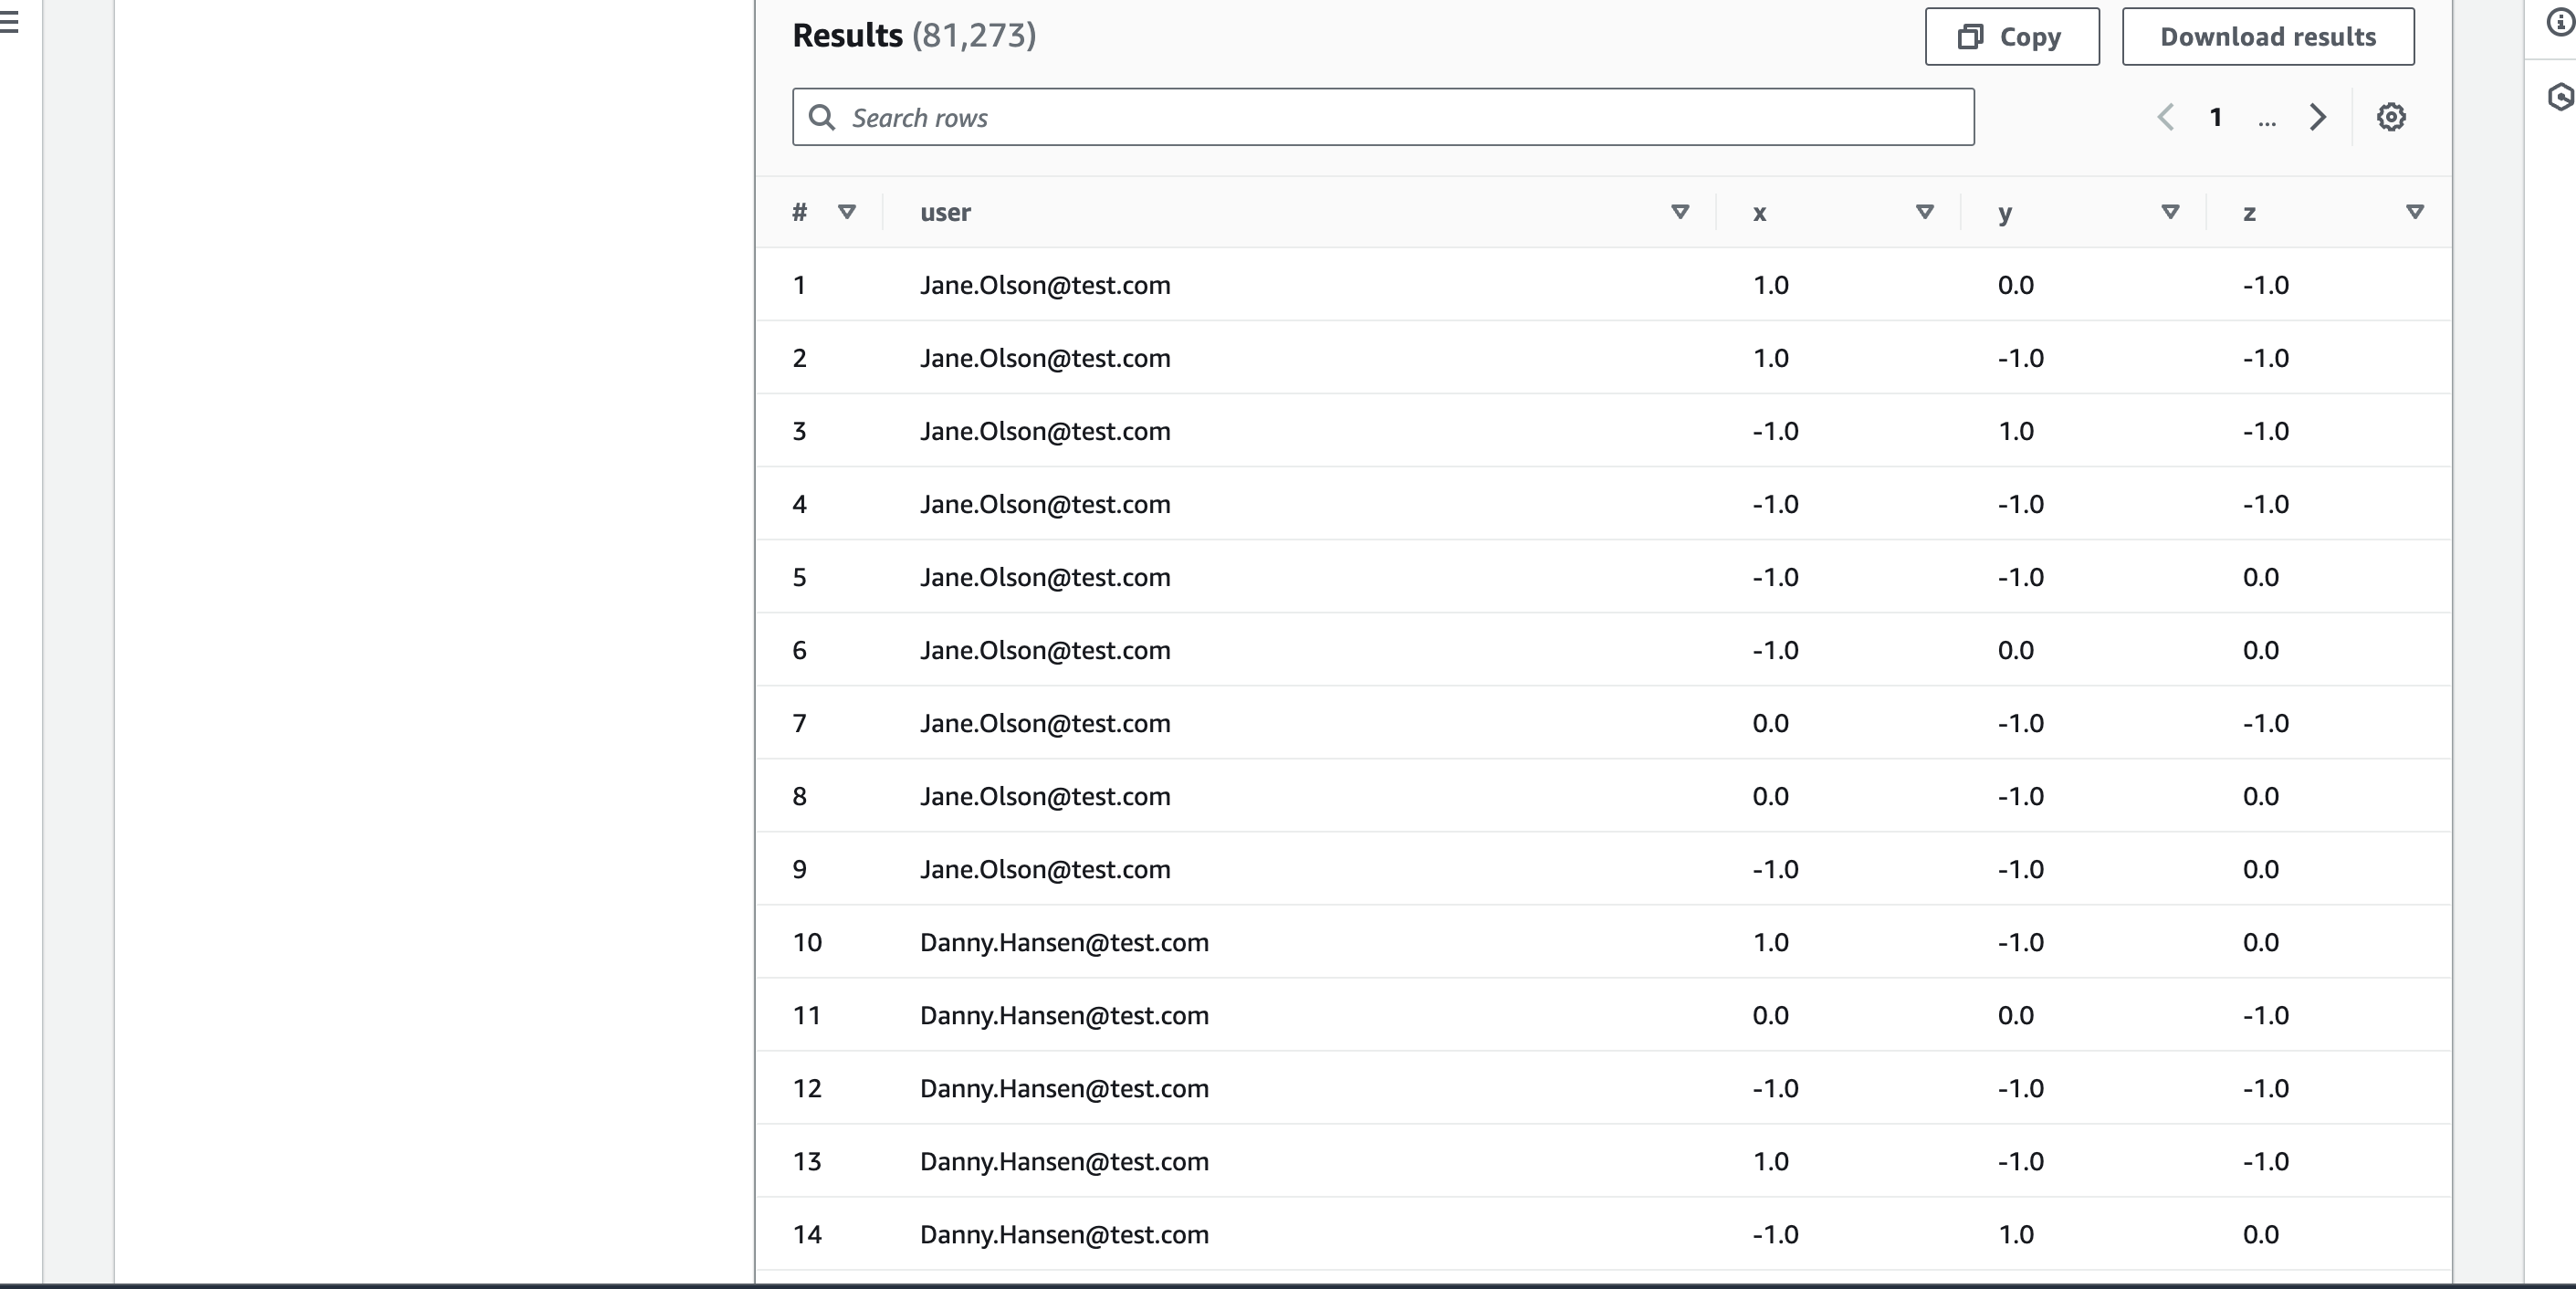 Results (81,273)
Copy
Download results
Search rows
1 ...
# user x y z
1 Jane.Olson@test.com 1.0 0.0 -1.0
2 Jane.Olson@test.com 1.0 -1.0 -1.0
3 Jane.Olson@test.com -1.0 1.0 -1.0
4 Jane.Olson@test.com -1.0 -1.0 -1.0
5 Jane.Olson@test.com -1.0 -1.0 0.0
6 Jane.Olson@test.com -1.0 0.0 0.0
7 Jane.Olson@test.com 0.0 -1.0 -1.0
8 Jane.Olson@test.com 0.0 -1.0 0.0
9 Jane.Olson@test.com -1.0 -1.0 0.0
10 Danny.Hansen@test.com 1.0 -1.0 0.0
11 Danny.Hansen@test.com 0.0 0.0 -1.0
12 Danny.Hansen@test.com -1.0 -1.0 -1.0
13 Danny.Hansen@test.com 1.0 -1.0 -1.0
14 Danny.Hansen@test.com -1.0 1.0 0.0